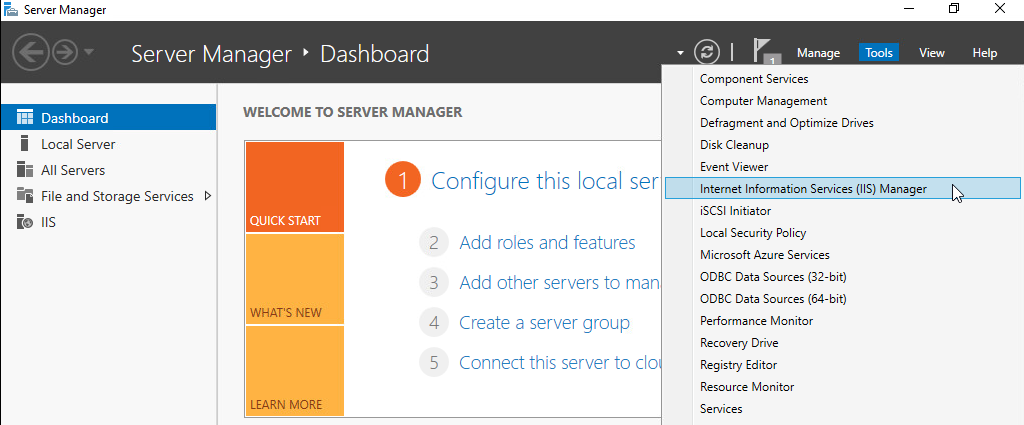 Server Manager
Server Manager • Dashboard
1
Manage
Tools
View
Help
Dashboard
Local Server
All Servers
File and Storage Services
IIS
WELCOME TO SERVER MANAGER
QUICK START
WHAT'S NEW
LEARN MORE
1 Configure this local ser
2 Add roles and features
3 Add other servers to mana
4 Create a server group
5 Connect this server to clou
Component Services
Computer Management
Defragment and Optimize Drives
Disk Cleanup
Event Viewer
Internet Information Services (IIS) Manager
iSCSI Initiator
Local Security Policy
Microsoft Azure Services
ODBC Data Sources (32-bit)
ODBC Data Sources (64-bit)
Performance Monitor
Recovery Drive
Registry Editor
Resource Monitor
Services